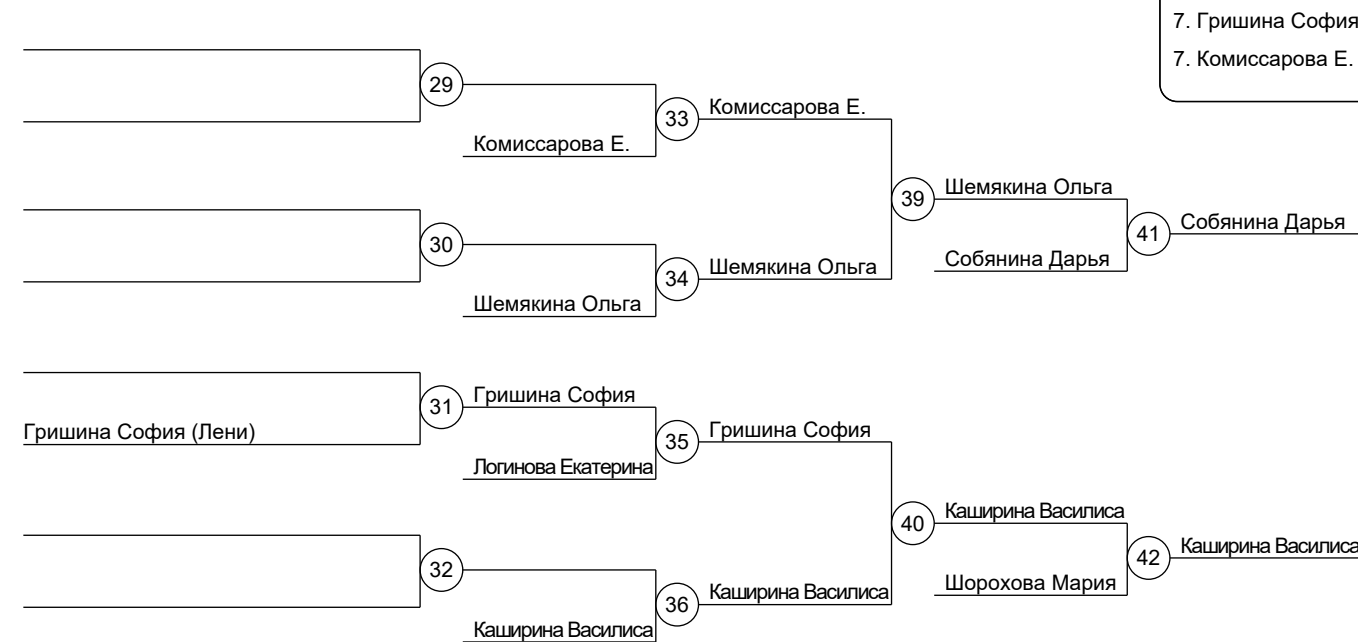 7. Гришина София
7. Комиссарова Е.
29
33
Комиссарова Е.
Комиссарова Е.
39
Шемякина Ольга
30
34
Шемякина Ольга
41
Собянина Дарья
Собянина Дарья
Шемякина Ольга
31
Гришина София
Гришина София (Лени)
35
Гришина София
Логинова Екатерина
40
Каширина Василиса
32
36
Каширина Василиса
42
Каширина Василиса
Шорохова Мария
Каширина Василиса